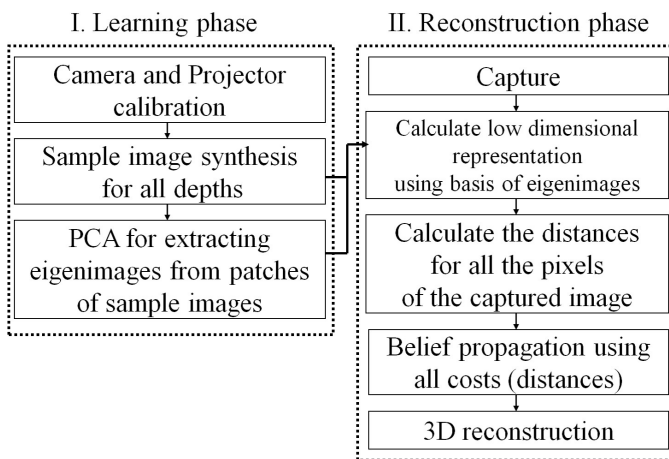 I. Learning phase
Camera and Projector
calibration
Sample image synthesis
for all depths
PCA for extracting
eigenimages from patches
of sample images
II. Reconstruction phase
Capture
Calculate low dimensional
representation
using basis of eigenimages
Calculate the distances
for all the pixels
of the captured image
Belief propagation using
all costs (distances)
3D reconstruction